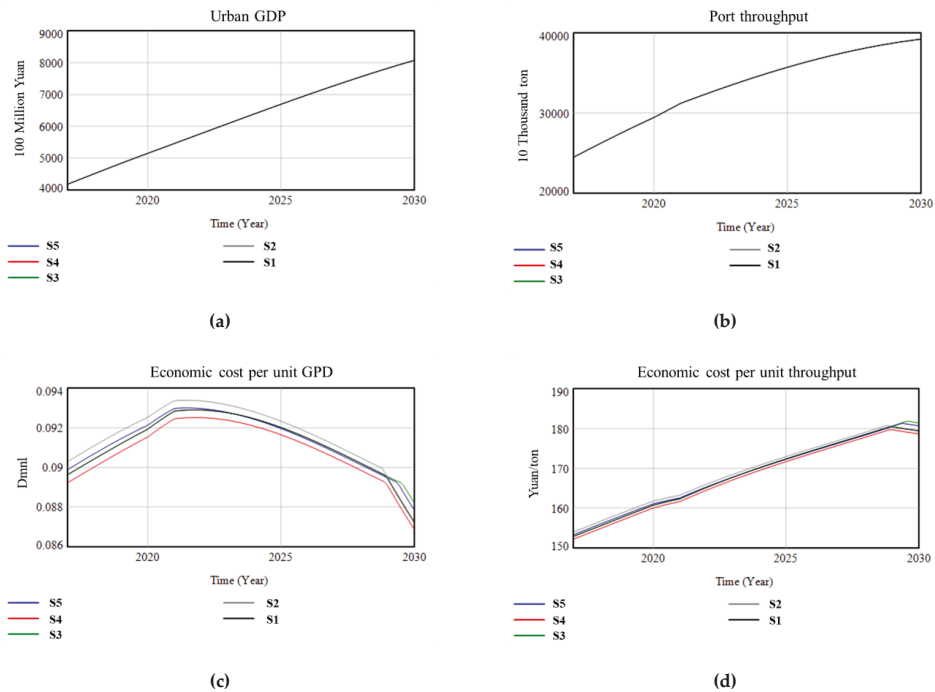 Urban GDP
9000
8000
7000
6000
5000
4000
100 Million Yuan
2020 2025 2030
Time (Year)
S5 S2
S4 S1
S3
(a)
Port throughput
40000
30000
20000
10 Thousand ton
2020 2025 2030
Time (Year)
S5 S2
S4 S1
S3
(b)
Economic cost per unit GPD
0.094
0.092
0.09
0.088
0.086
Dmnl
2020 2025 2030
Time (Year)
S5 S2
S4 S1
S3
(c)
Economic cost per unit throughput
190
180
170
160
150
Yuan/ton
2020 2025 2030
Time (Year)
S5 S2
S4 S1
S3
(d)